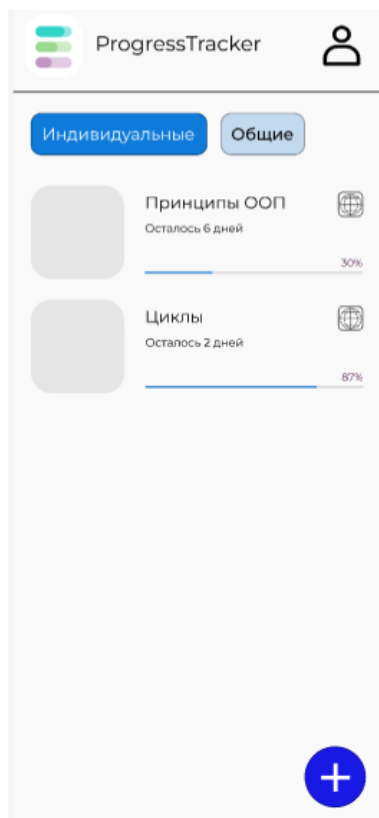 ProgressTracker
Индивидуальные
Общие
Принципы ООП
Осталось 6 дней
30%
Циклы
Осталось 2 дней
87%